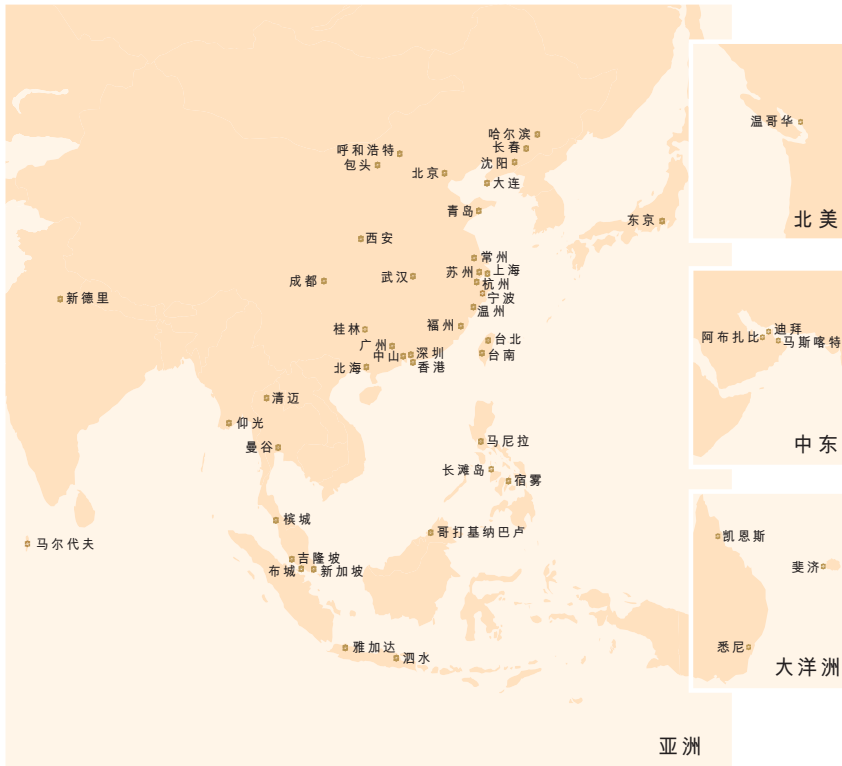 哈尔滨
长春
呼和浩特
沈阳
包头
北京
大连
青岛
东京
西安
常州
苏州
上海
武汉
成都
杭州
宁波
新德里
温州
福州
桂林
台北
广州
深圳
中山
台南
香港
北海
清迈
仰光
马尼拉
曼谷
长滩岛
宿雾
槟城
哥打基纳巴卢
马尔代夫
吉隆坡
布城
新加坡
雅加达
泗水
亚洲
温哥华
北美
迪拜
阿布扎比
马斯喀特
中东
凯恩斯
斐济
悉尼
大洋洲